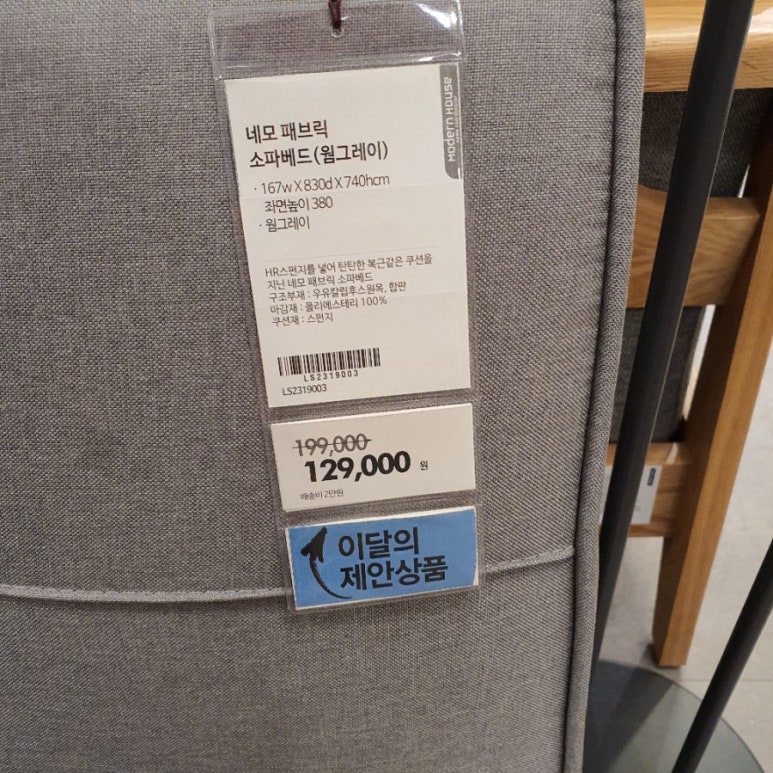 MODERN HOUSE
네모 패브릭
소파베드(웜그레이)
· 167w X 830d X 740hcm
좌면높이 380
· 웜그레이
HR스펀지를 넣어 탄탄한 복근같은 쿠션을
지닌 네모 패브릭 소파베드
구조부재 : 우유칼립후스원목, 합판
마감재 : 폴리에스테리 100%
쿠션재 : 스펀지
LS2319003
LS2319003
199,000
129,000 원
배송비 2만원
이달의
제안상품